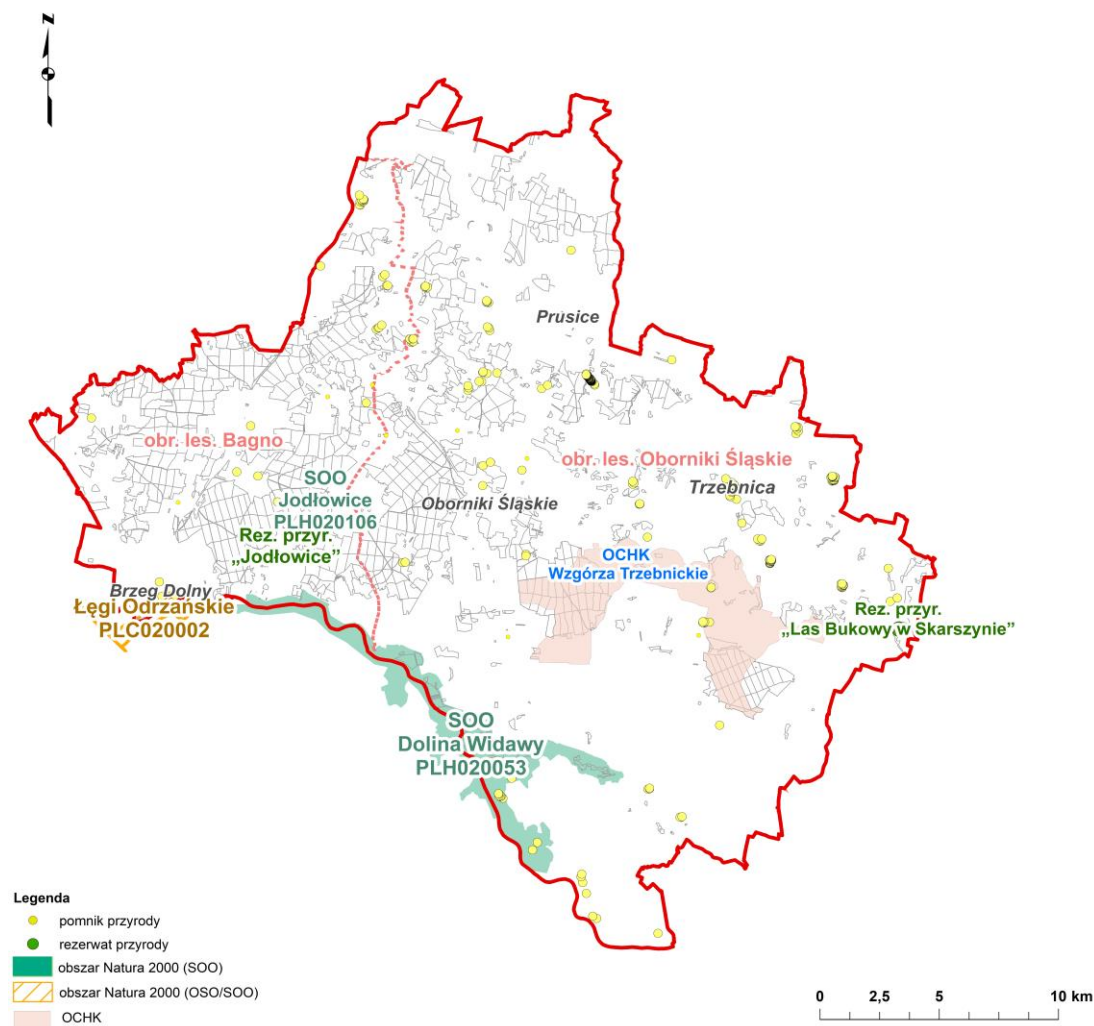 N
Prusice
obr. les. Bagno
obr. les. Oborniki Śląskie
SOO
Jodłowice
PLH020106
Trzebnica
Oborniki Śląskie
Rez. przyr.
„Jodłowice”
OCHK
Wzgórza Trzebnickie
Brzeg Dolny
Łęgi Odrzańskie
PLC020002
Rez. przyr.
„Las Bukowy w Skarszynie”
SOO
Dolina Widawy
PLH020053
Legenda
pomnik przyrody
rezerwat przyrody
obszar Natura 2000 (SOO)
obszar Natura 2000 (OSO/SOO)
OCHK
0 2,5 5 10 km